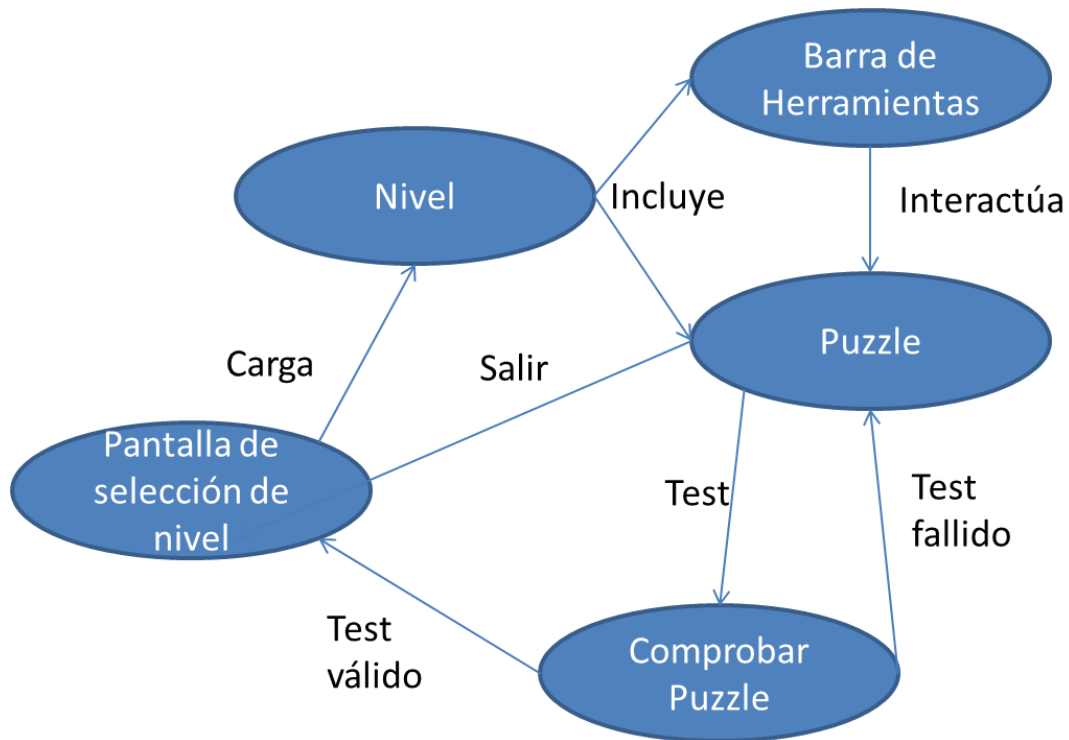 Barra de
Herramientas
Nivel
Incluye
Interactúa
Puzzle
Carga
Salir
Pantalla de
selección de
nivel
Test
Test
fallido
Test
válido
Comprobar
Puzzle